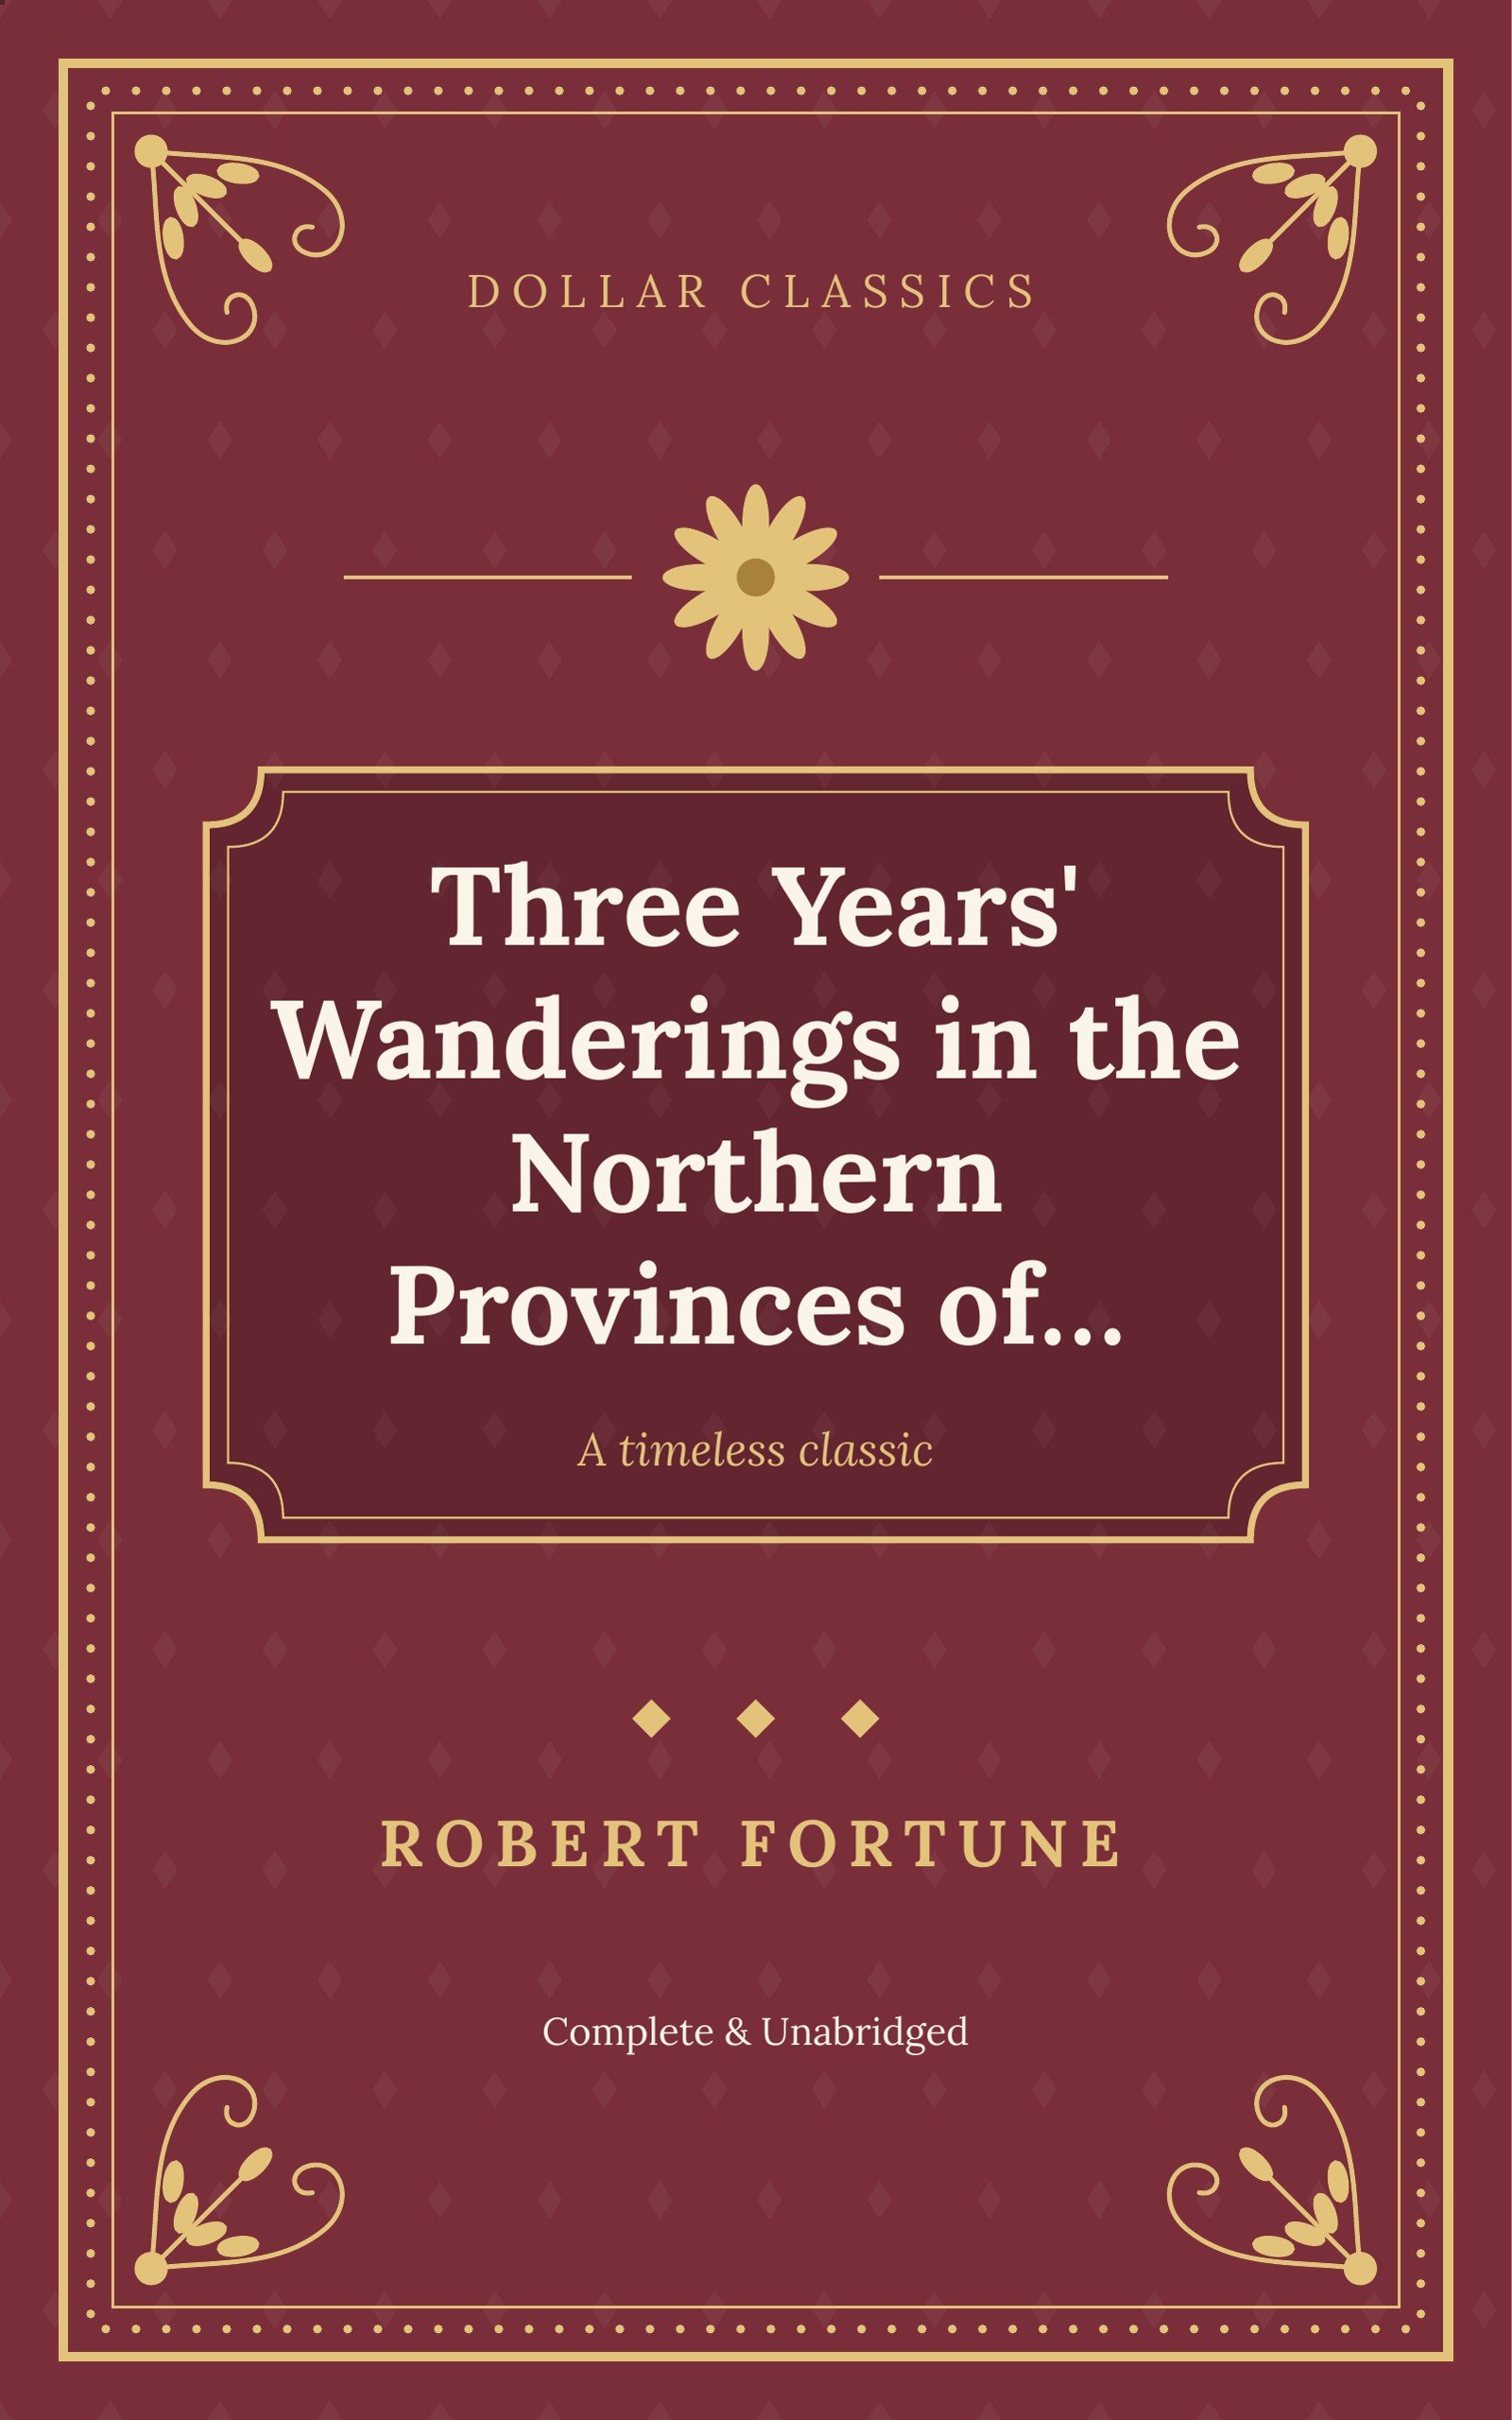 DOLLAR CLASSICS
Three Years'
Wanderings in the
Northern
Provinces of...
A timeless classic
ROBERT FORTUNE
Complete & Unabridged